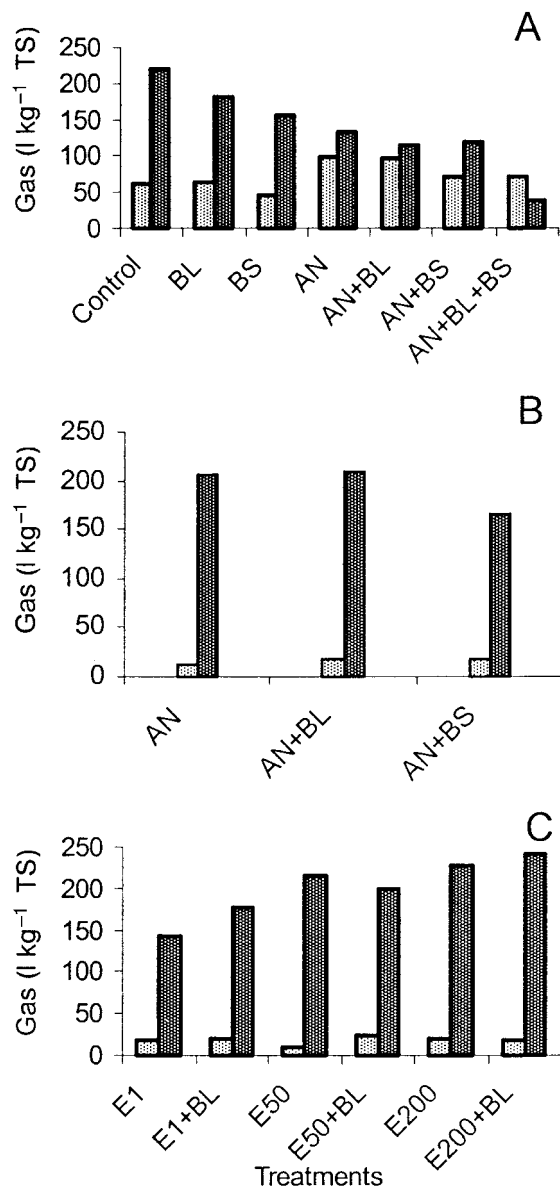 A
Gas (l kg⁻¹ TS)
250
200
150
100
50
0
Control
BL
BS
AN
AN+BL
AN+BS
AN+BL+BS
B
Gas (l kg⁻¹ TS)
250
200
150
100
50
0
AN
AN+BL
AN+BS
C
Gas (l kg⁻¹ TS)
250
200
150
100
50
0
E1
E1+BL
E50
E50+BL
E200
E200+BL
Treatments